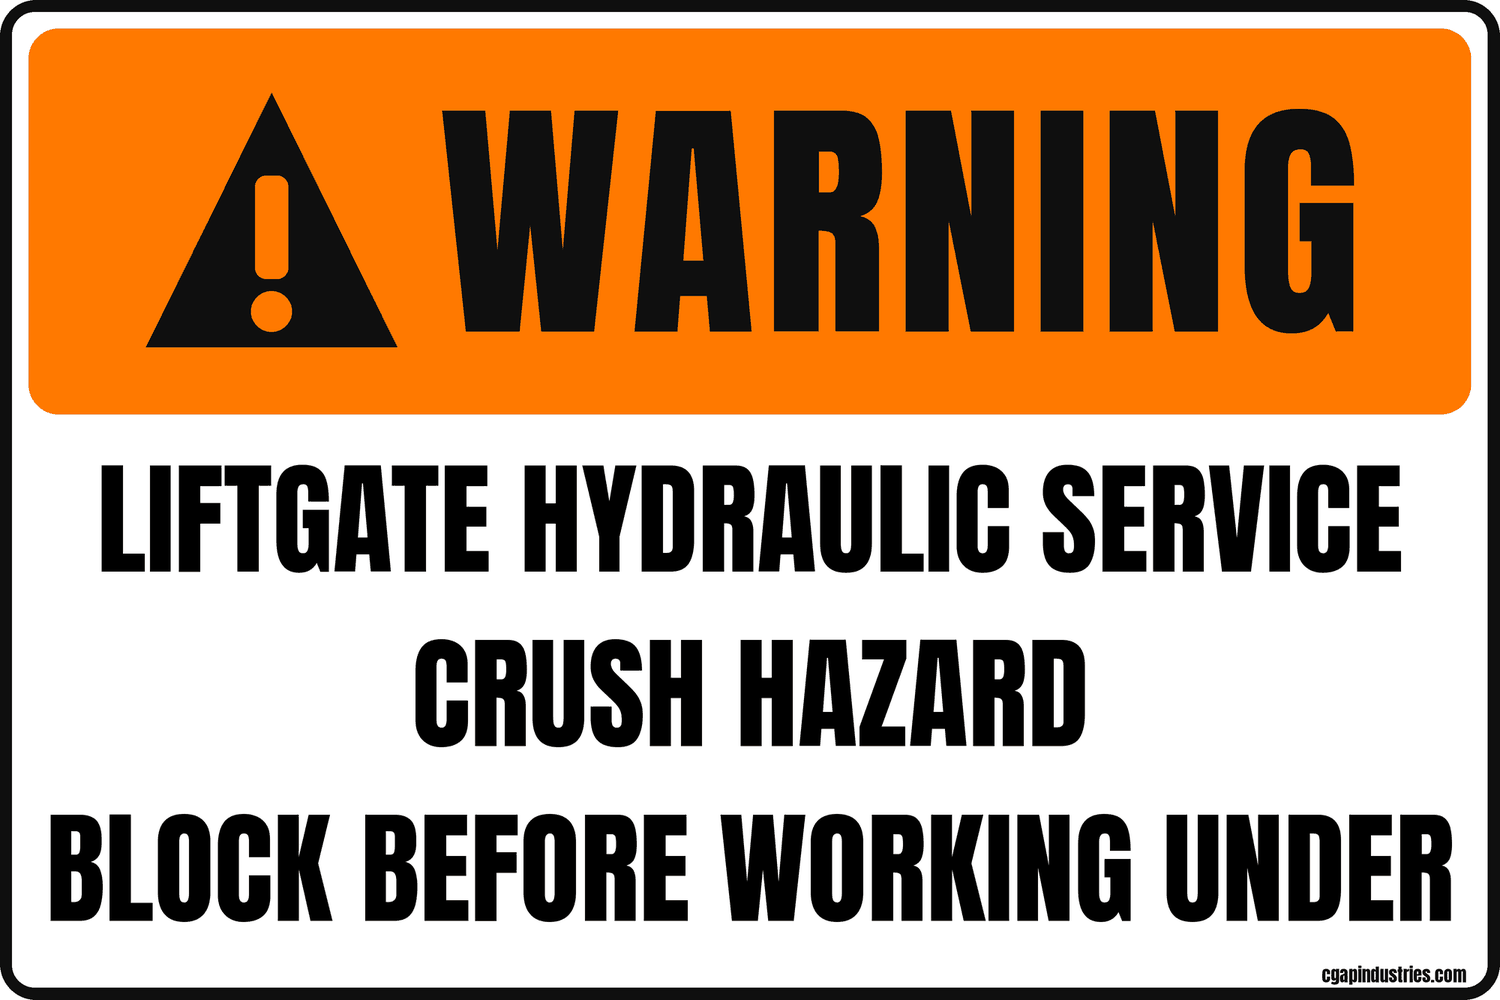 WARNING
LIFTGATE HYDRAULIC SERVICE
CRUSH HAZARD
BLOCK BEFORE WORKING UNDER
cgapindustries.com